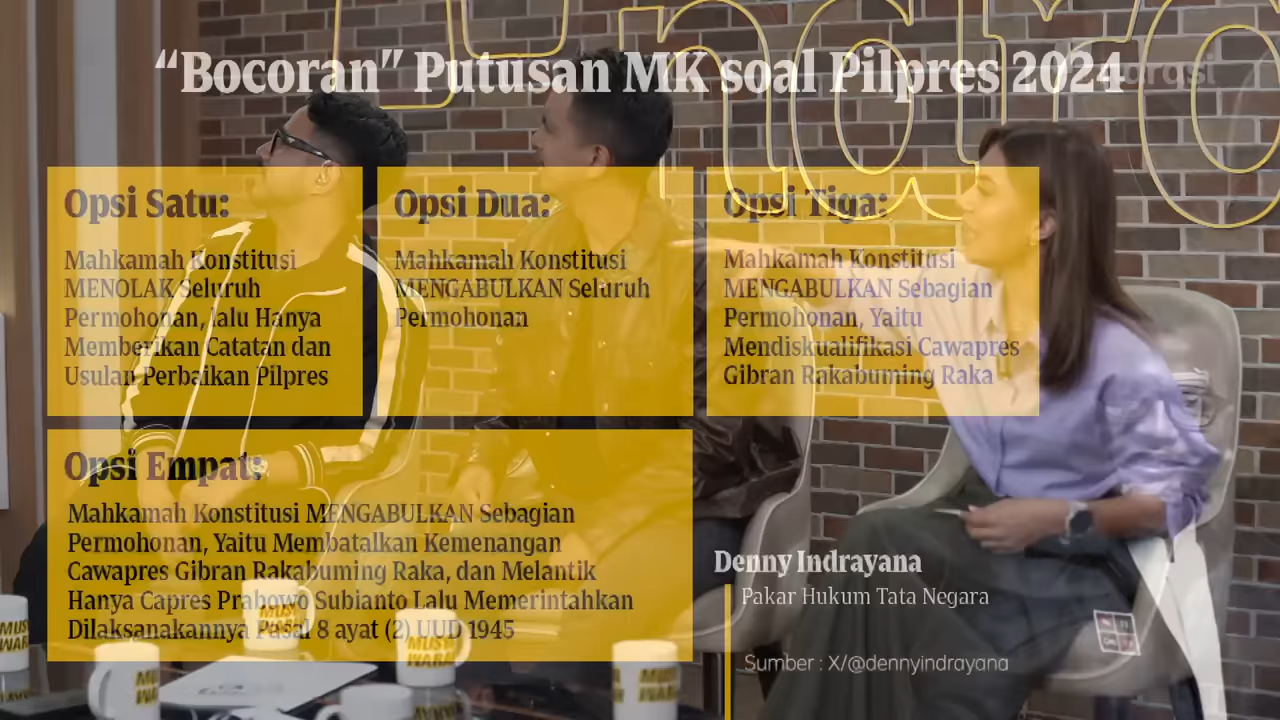 “Bocoran” Putusan MK soal Pilpres 2024
narasi
Opsi Satu:
Mahkamah Konstitusi
MENOLAK Seluruh
Permohonan, lalu Hanya
Memberikan Catatan dan
Usulan Perbaikan Pilpres
Opsi Dua:
Mahkamah Konstitusi
MENGABULKAN Seluruh
Permohonan
Opsi Tiga:
Mahkamah Konstitusi
MENGABULKAN Sebagian
Permohonan, Yaitu
Mendiskualifikasi Cawapres
Gibran Rakabuming Raka
Opsi Empat:
Mahkamah Konstitusi MENGABULKAN Sebagian
Permohonan, Yaitu Membatalkan Kemenangan
Cawapres Gibran Rakabuming Raka, dan Melantik
Hanya Capres Prabowo Subianto Lalu Memerintahkan
Dilaksanakannya Pasal 8 ayat (2) UUD 1945
Denny Indrayana
Pakar Hukum Tata Negara
Sumber : X/@dennyindrayana
MUS
WARA